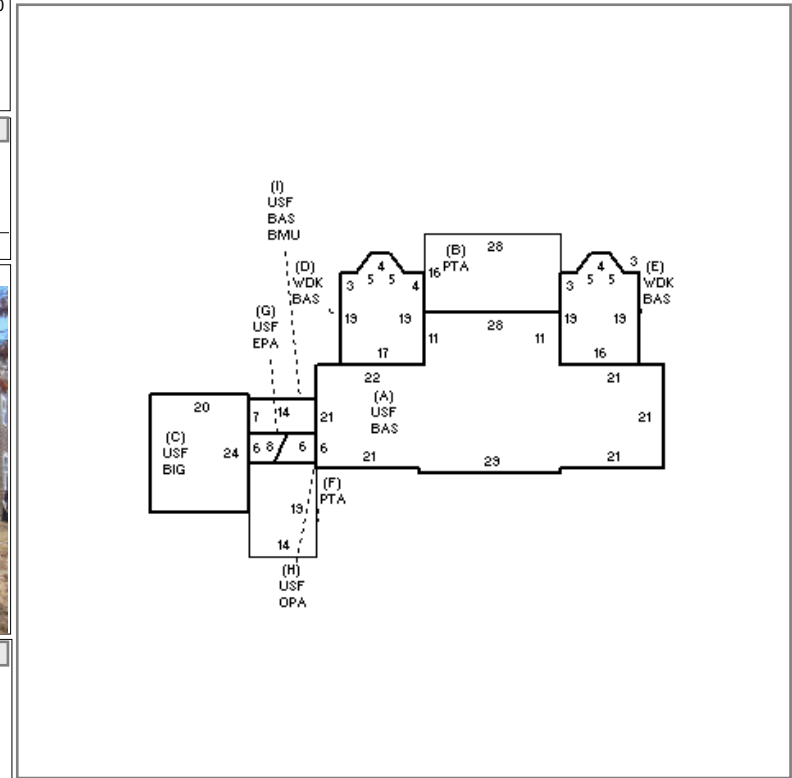 (I)
USF
BAS
BMU
(D)
WDK
BAS
(G)
USF
EPA
(B)
PTA
28
16
(E)
WDK
BAS
3
4
5 5
3
4
19
19
17
4
5 5
3
19
19
16
28
11
11
22
21
(A)
USF
BAS
21
21
21
29
21
20
(C)
USF
BIG
24
7
14
6
8
6
6
(F)
PTA
19
14
(H)
USF
OPA